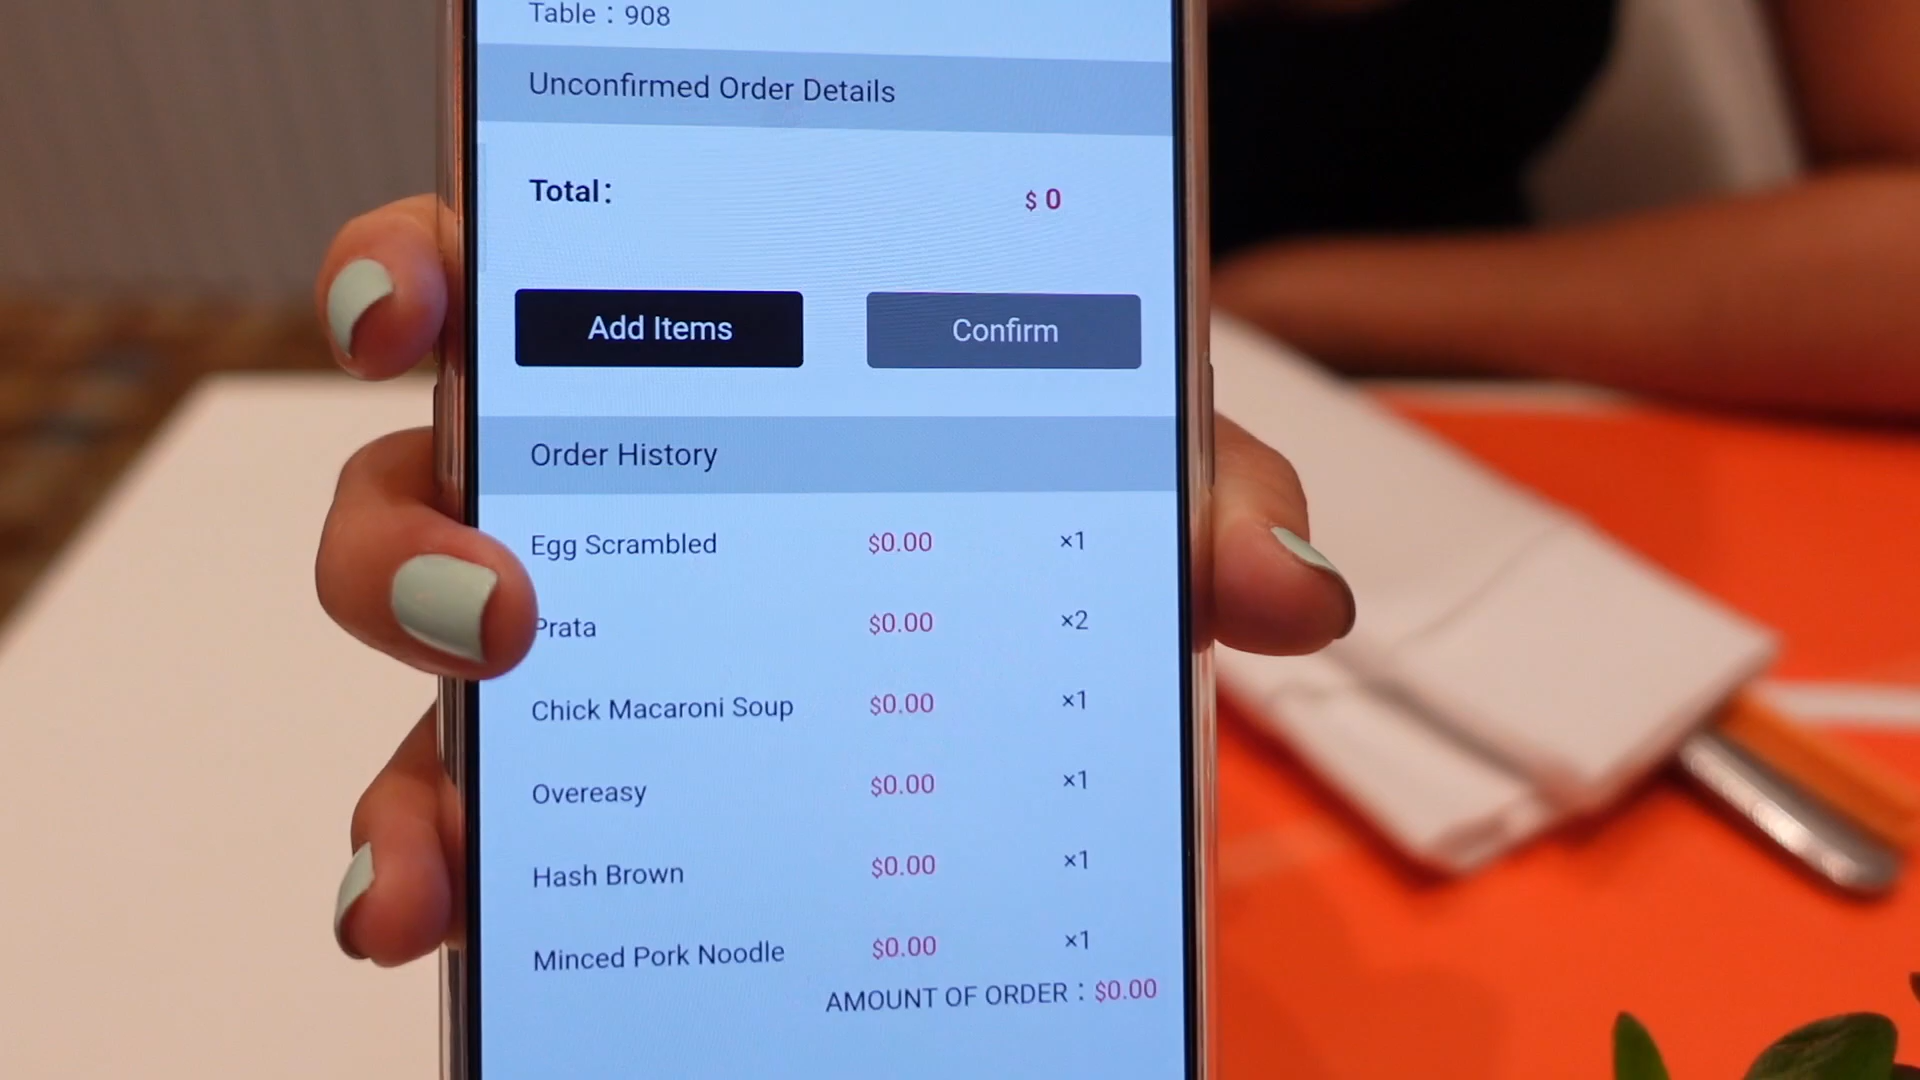 Table : 908
Unconfirmed Order Details
Total: $ 0
Add Items Confirm
Order History
Egg Scrambled $0.00 ×1
Prata $0.00 ×2
Chick Macaroni Soup $0.00 ×1
Overeasy $0.00 ×1
Hash Brown $0.00 ×1
Minced Pork Noodle $0.00 ×1
AMOUNT OF ORDER : $0.00